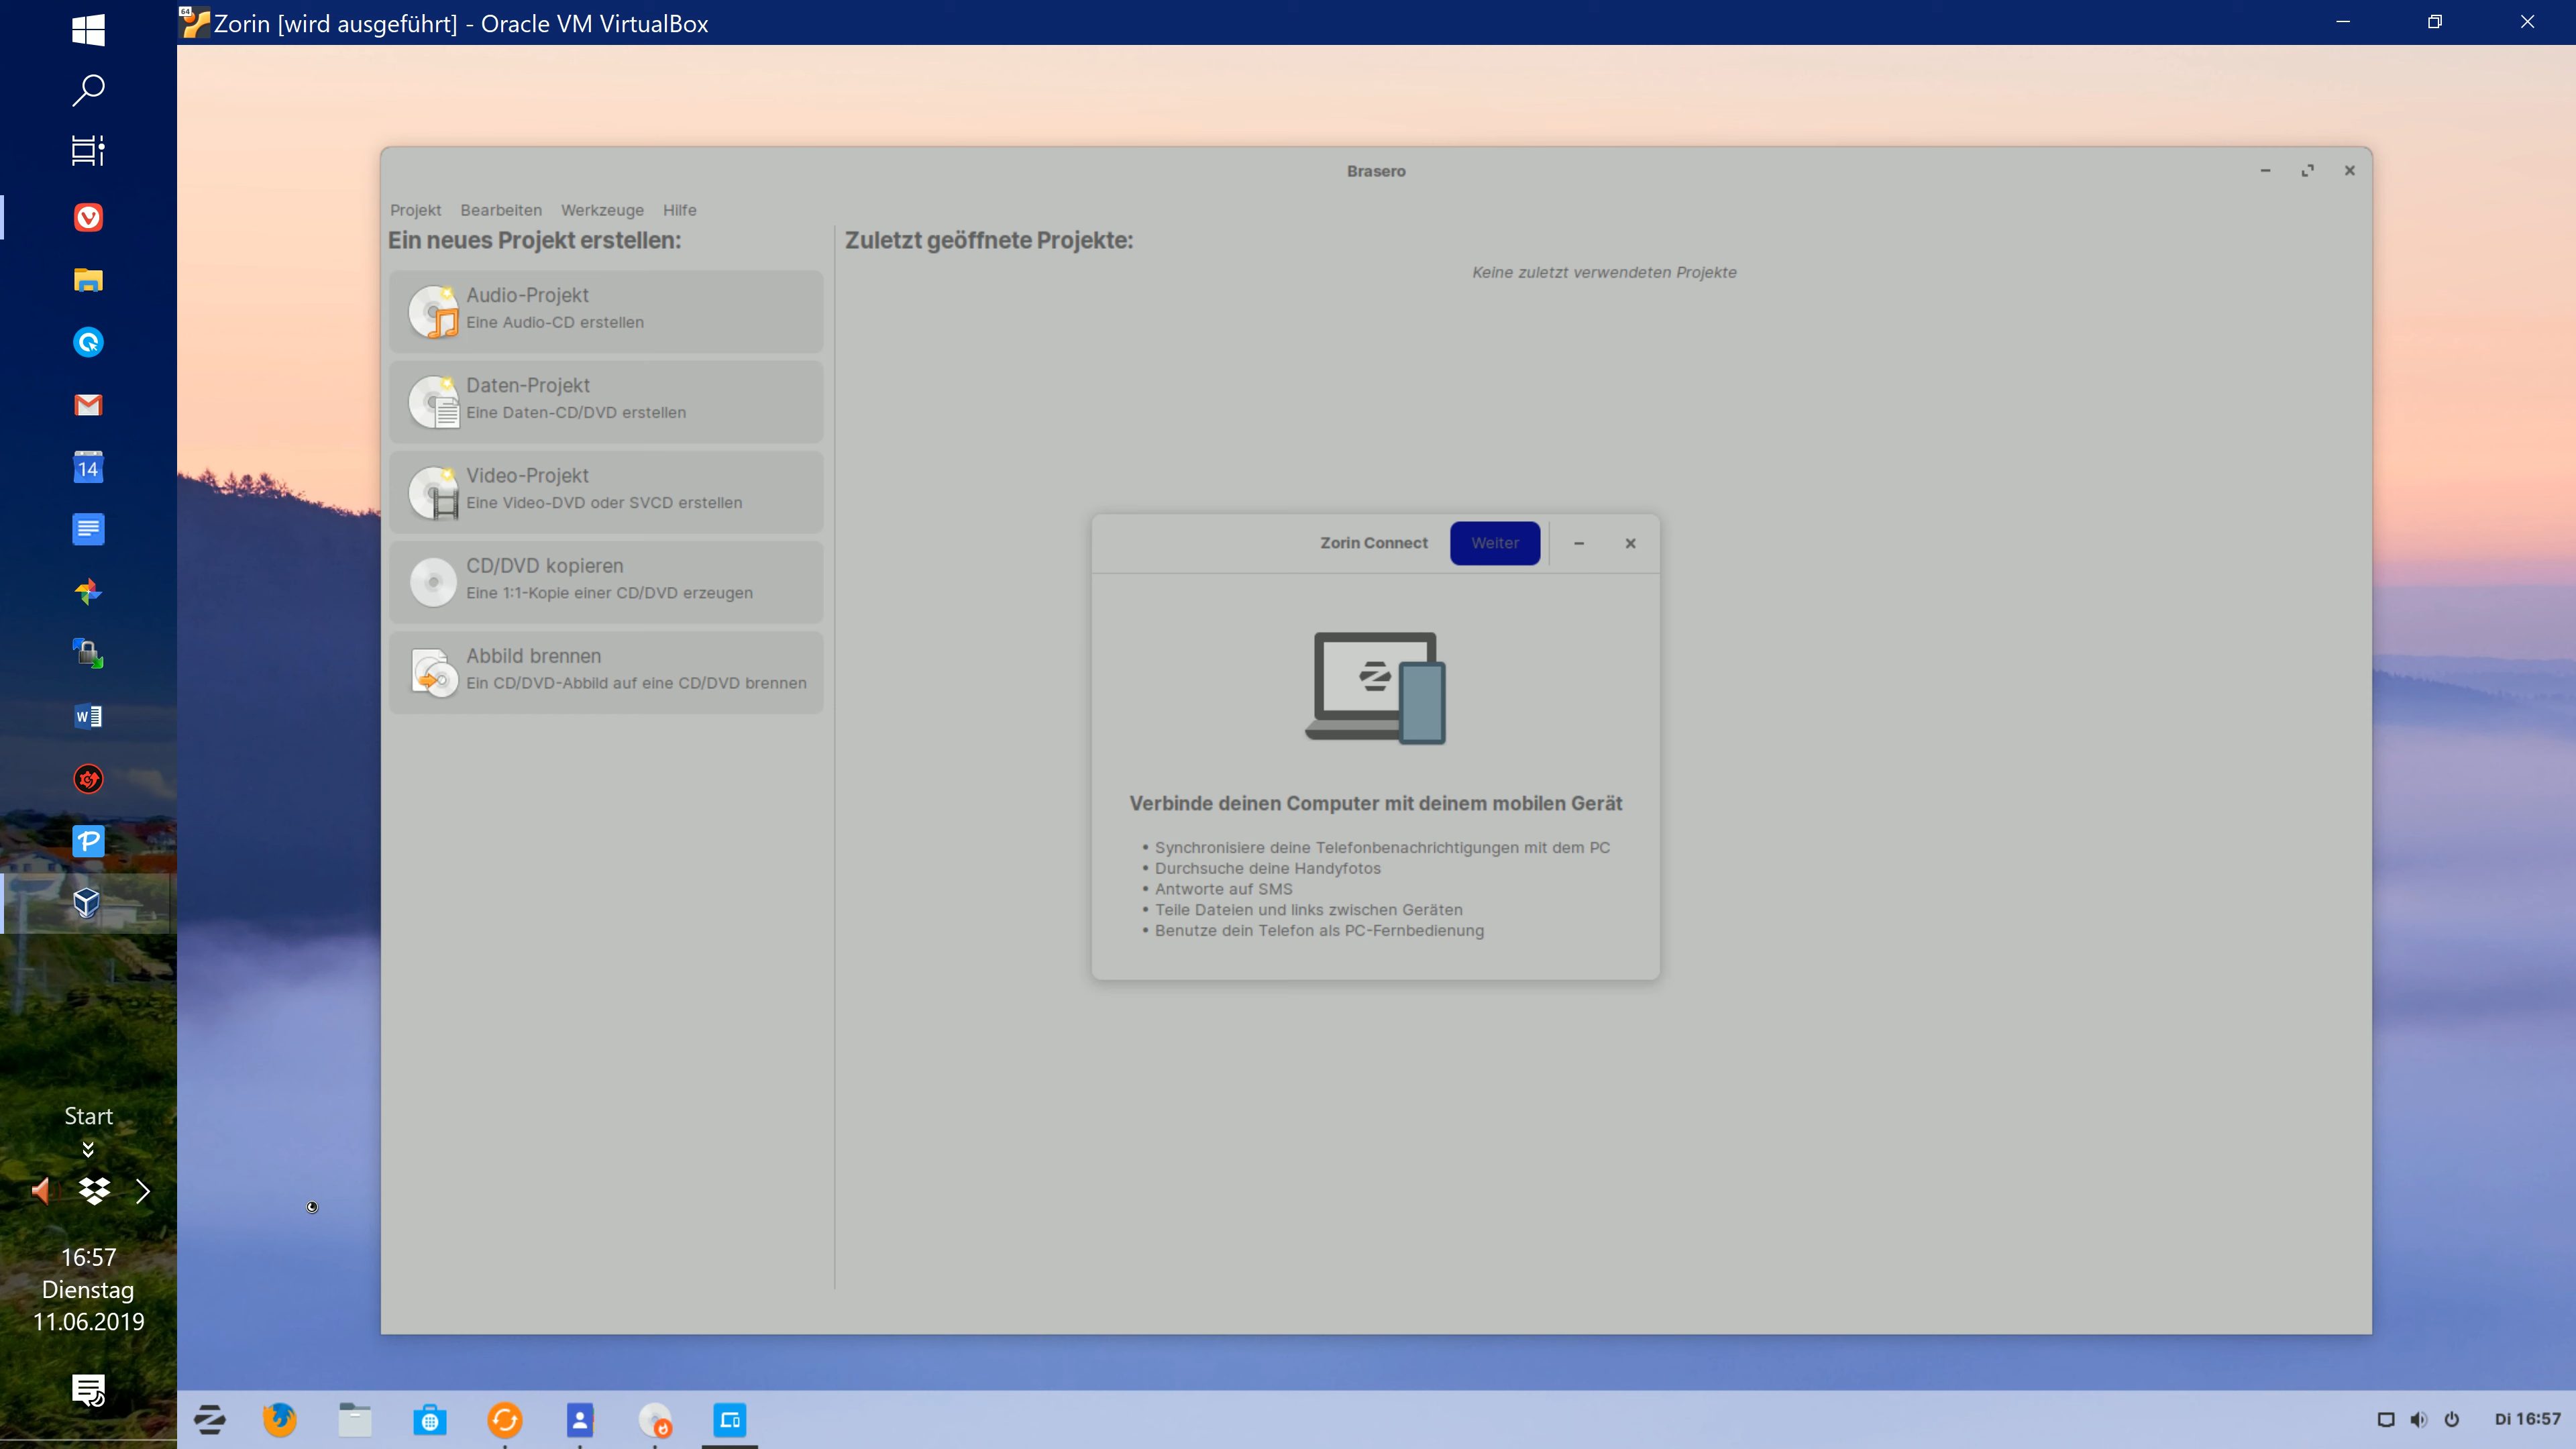 Zorin [wird ausgeführt] - Oracle VM VirtualBox
64
14
W
Start
16:57
Dienstag
11.06.2019
Brasero
Projekt Bearbeiten Werkzeuge Hilfe
Ein neues Projekt erstellen:
Audio-Projekt
Eine Audio-CD erstellen
Daten-Projekt
Eine Daten-CD/DVD erstellen
Video-Projekt
Eine Video-DVD oder SVCD erstellen
CD/DVD kopieren
Eine 1:1-Kopie einer CD/DVD erzeugen
Abbild brennen
Ein CD/DVD-Abbild auf eine CD/DVD brennen
Zuletzt geöffnete Projekte:
Keine zuletzt verwendeten Projekte
Zorin Connect Weiter
Verbinde deinen Computer mit deinem mobilen Gerät
• Synchronisiere deine Telefonbenachrichtigungen mit dem PC
• Durchsuche deine Handyfotos
• Antworte auf SMS
• Teile Dateien und links zwischen Geräten
• Benutze dein Telefon als PC-Fernbedienung
Di 16:57